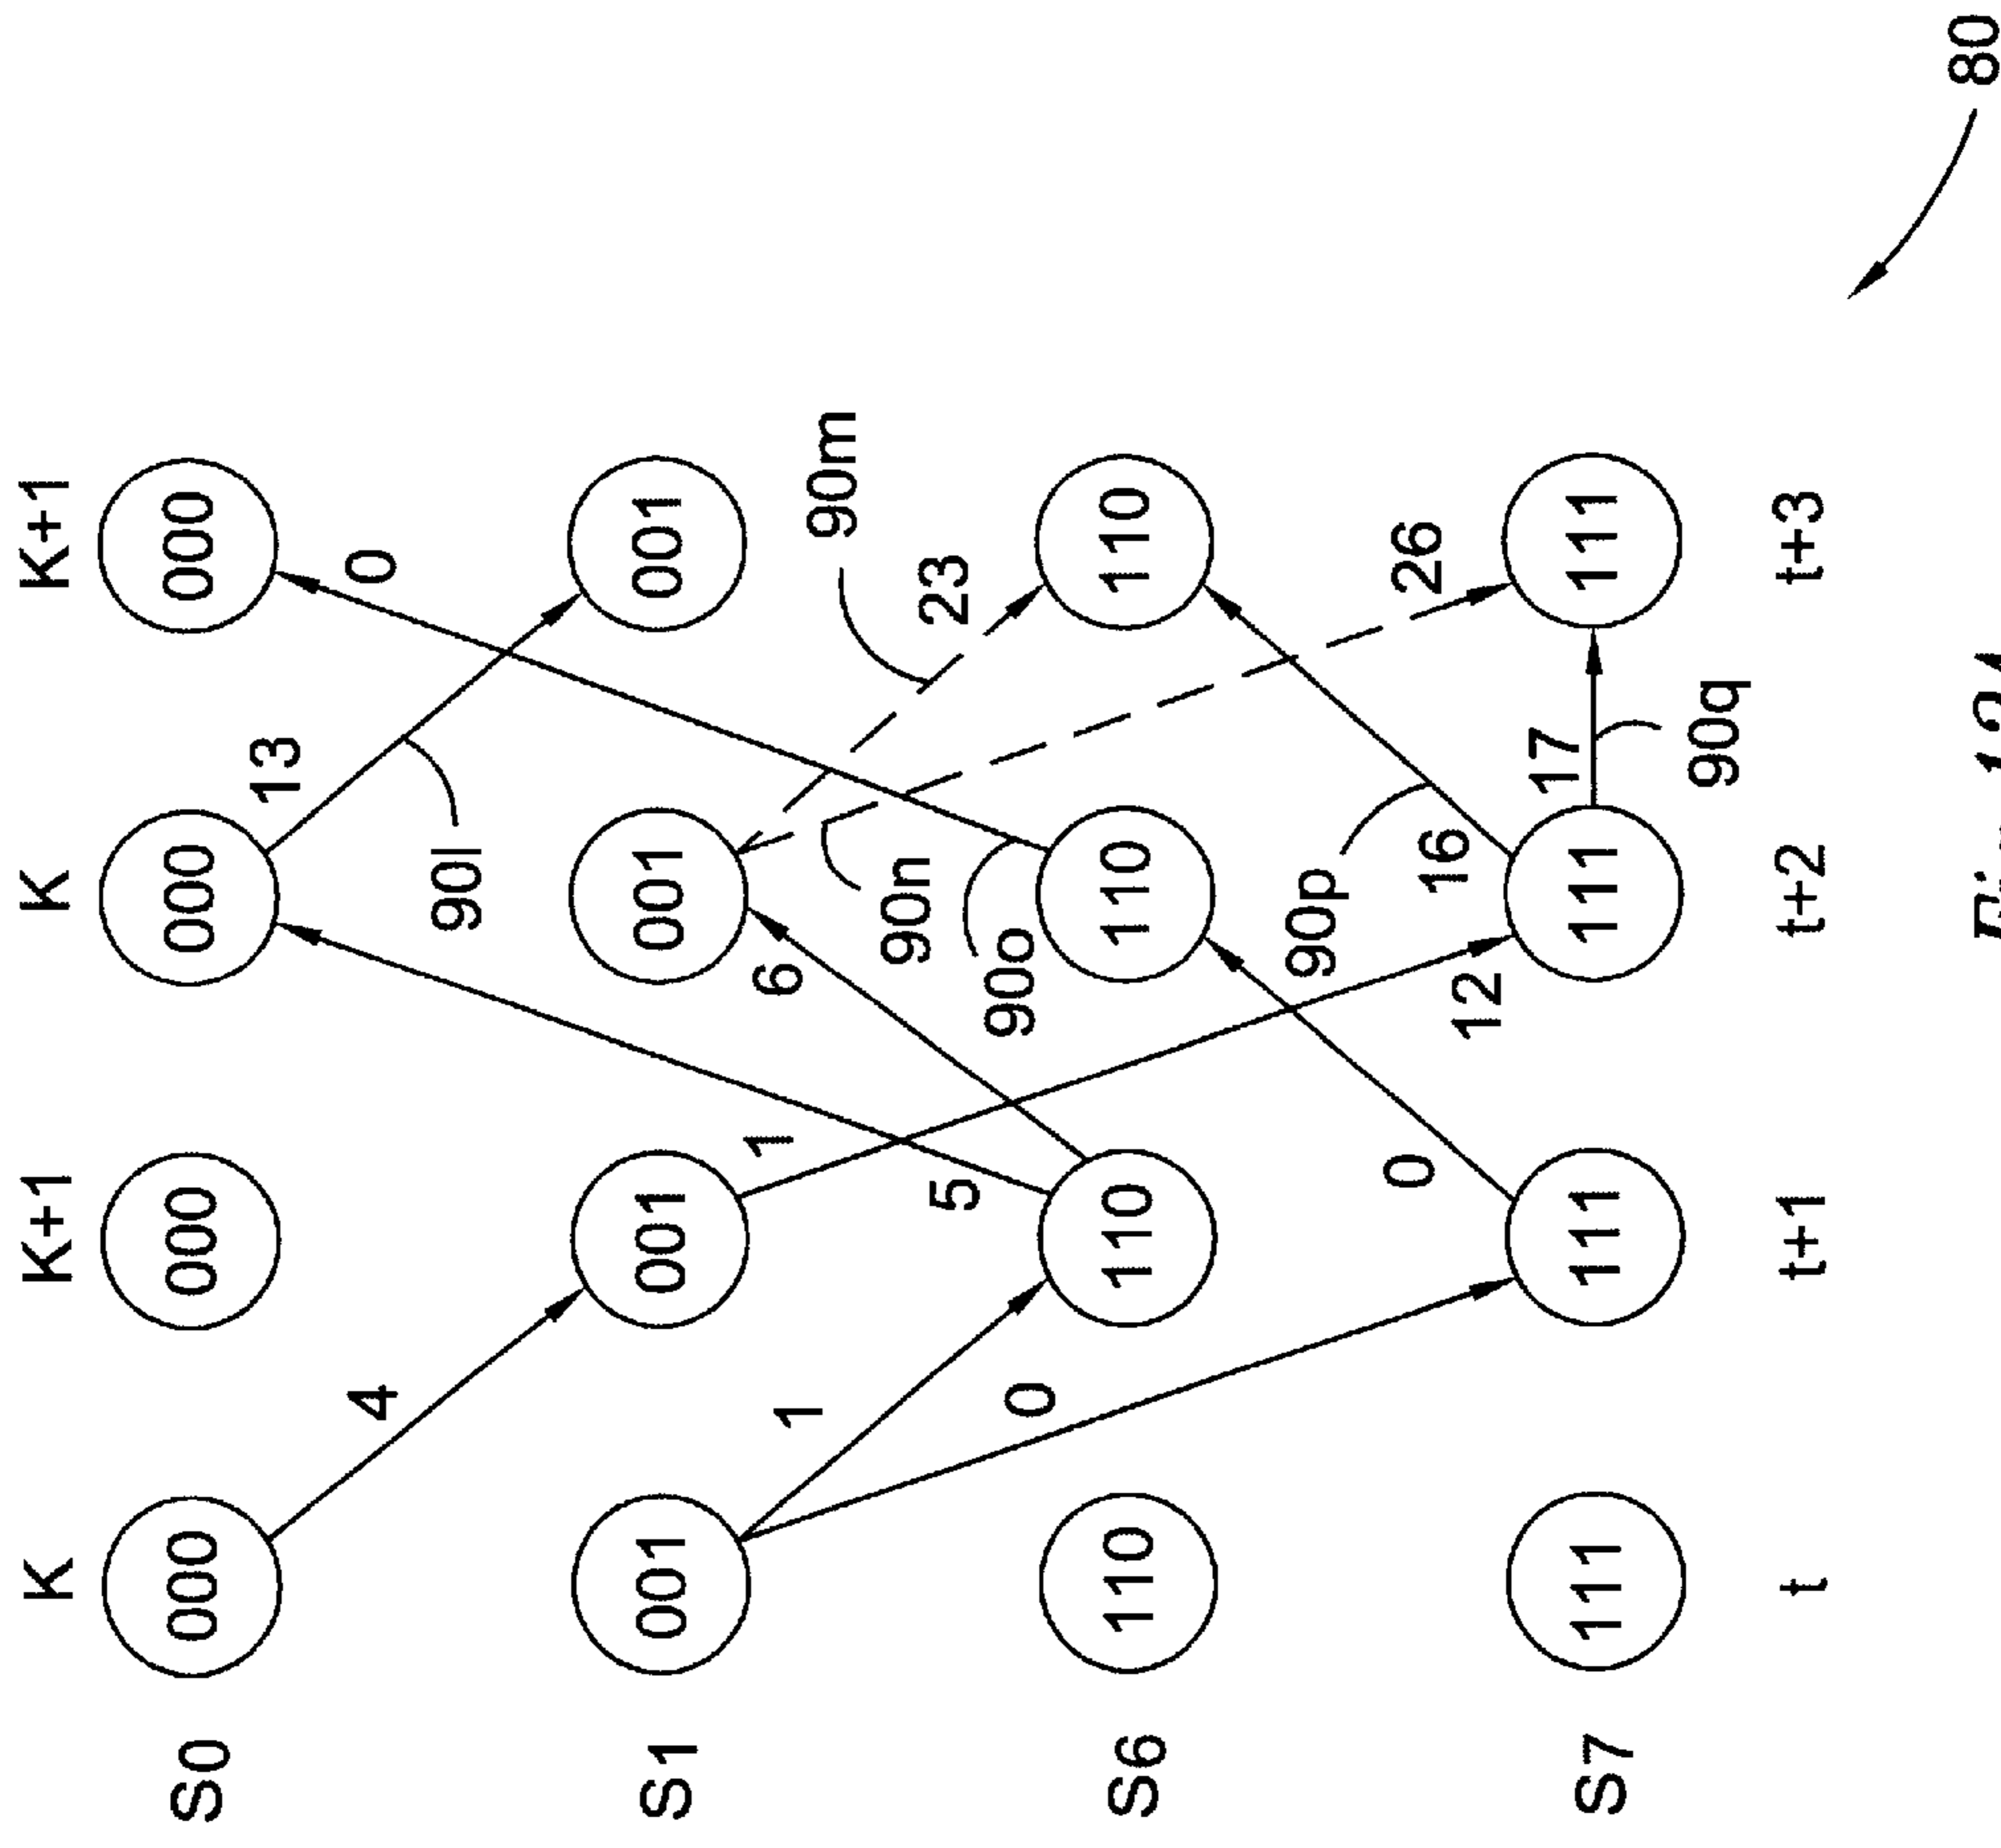 K K+1 K K+1
S0 000 000 000 000
13
4 0
90l
S1 001 001 001 001
1 1 6
90m
90n
5 23
90o
0
S6 110 110 110 110
90p
0 26
16
12
17
S7 111 111 111 111
90q
t t+1 t+2 t+3
80